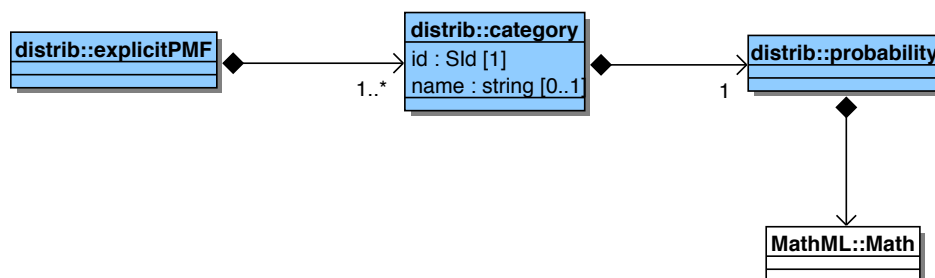 distrib::explicitPMF
1..*
distrib::category
id : SId [1]
name : string [0..1]
1
distrib::probability
MathML::Math